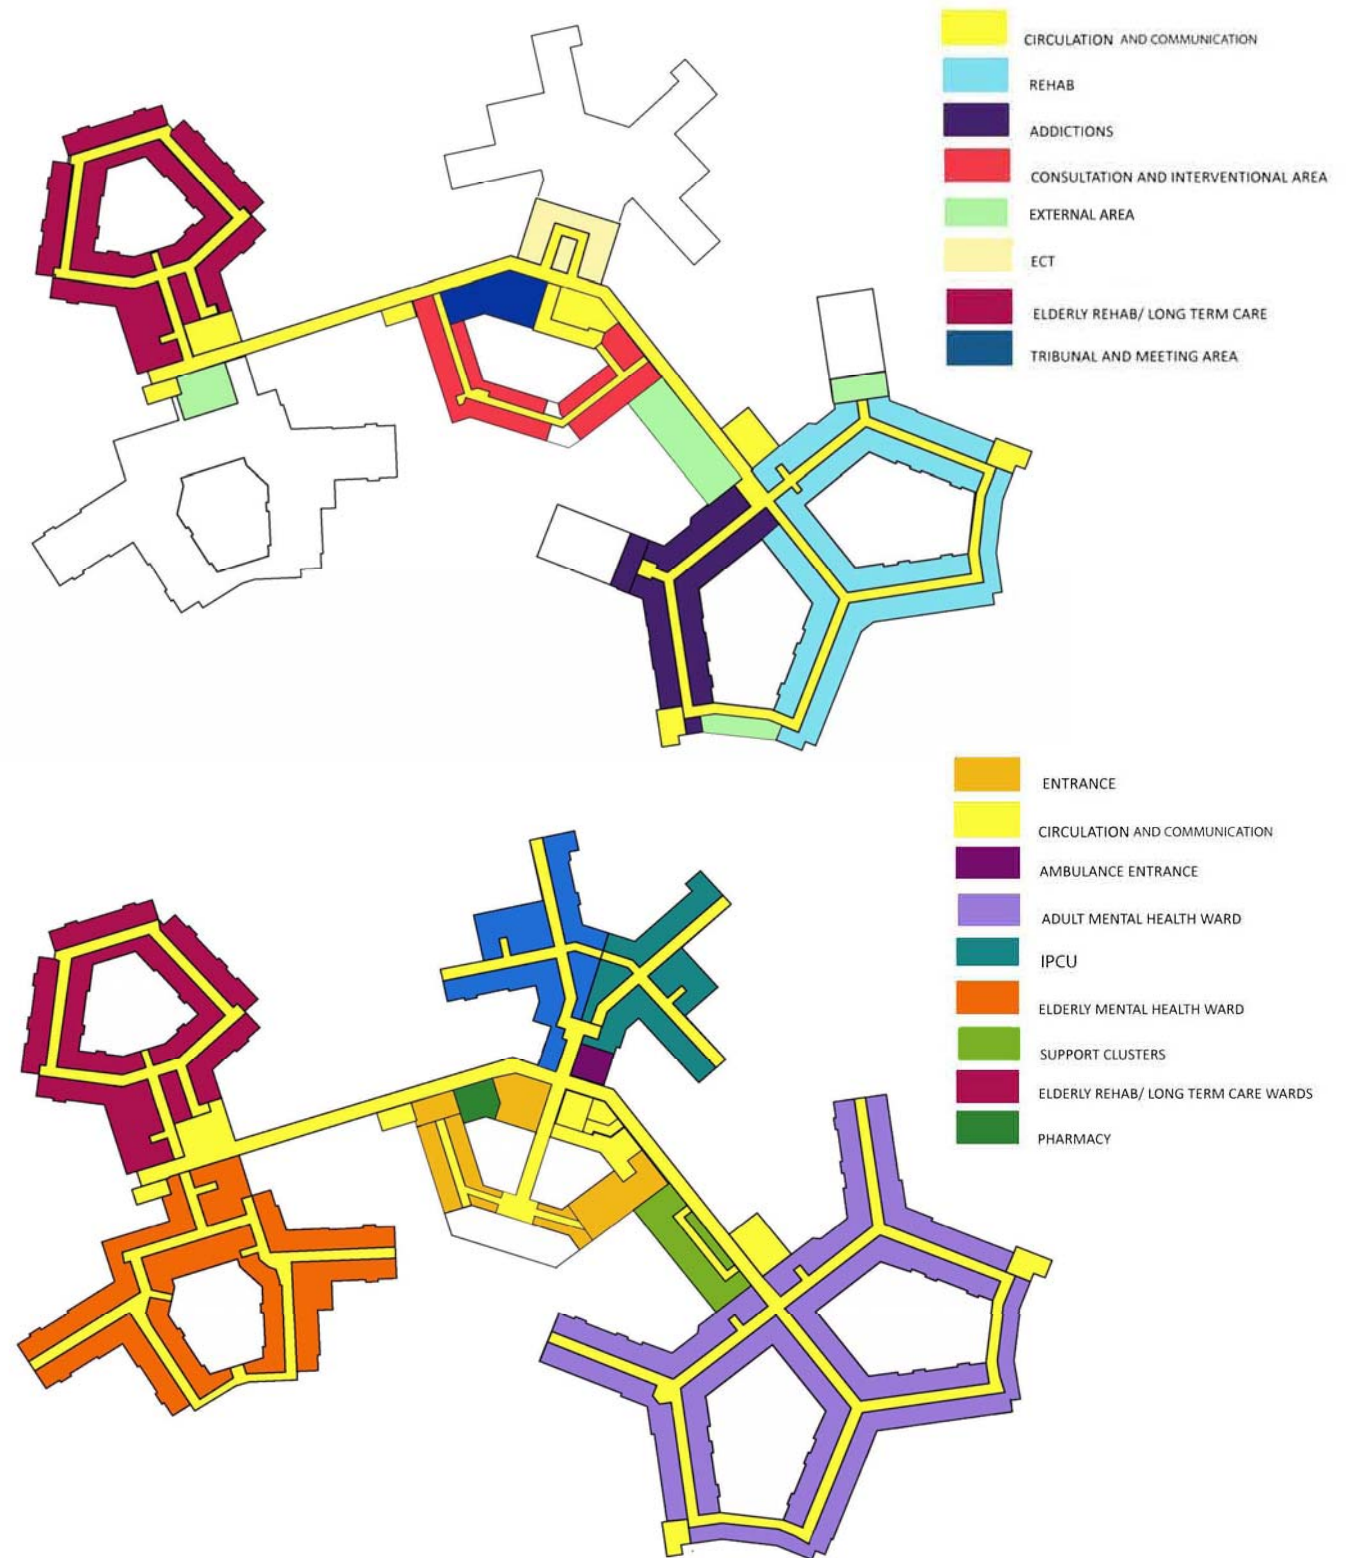 CIRCULATION AND COMMUNICATION
REHAB
ADDICTIONS
CONSULTATION AND INTERVENTIONAL AREA
EXTERNAL AREA
ECT
ELDERLY REHAB/ LONG TERM CARE
TRIBUNAL AND MEETING AREA
ENTRANCE
CIRCULATION AND COMMUNICATION
AMBULANCE ENTRANCE
ADULT MENTAL HEALTH WARD
IPCU
ELDERLY MENTAL HEALTH WARD
SUPPORT CLUSTERS
ELDERLY REHAB/ LONG TERM CARE WARDS
PHARMACY